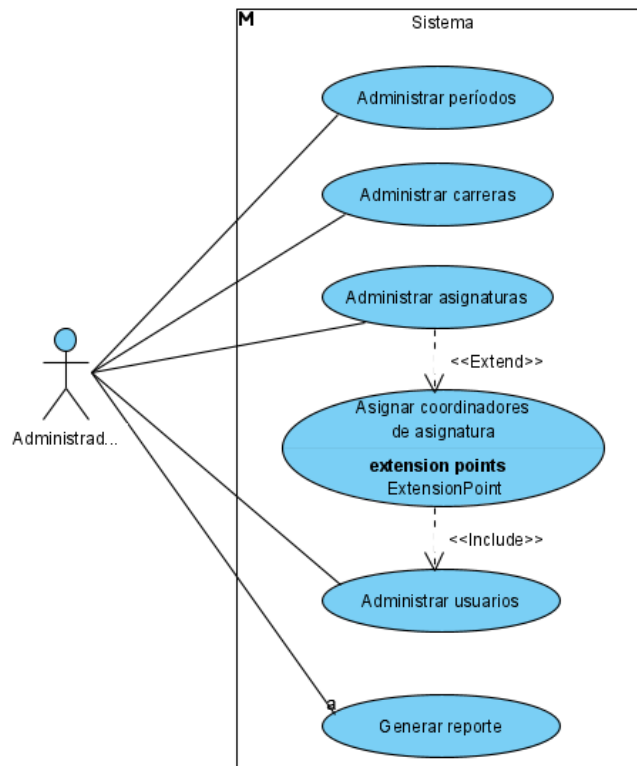 M
Sistema
Administrar períodos
Administrar carreras
Administrar asignaturas
<<Extend>>
Administrad...
Asignar coordinadores
de asignatura
extension points
ExtensionPoint
<<Include>>
Administrar usuarios
a
Generar reporte